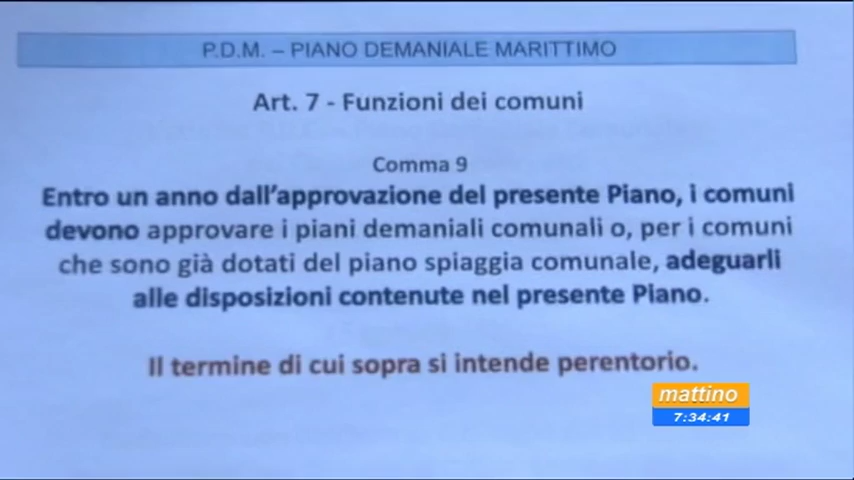 P.D.M. – PIANO DEMANIALE MARITTIMO
Art. 7 - Funzioni dei comuni
Comma 9
Entro un anno dall'approvazione del presente Piano, i comuni
devono approvare i piani demaniali comunali o, per i comuni
che sono già dotati del piano spiaggia comunale, adeguarli
alle disposizioni contenute nel presente Piano.
Il termine di cui sopra si intende perentorio.
mattino
7:34:41